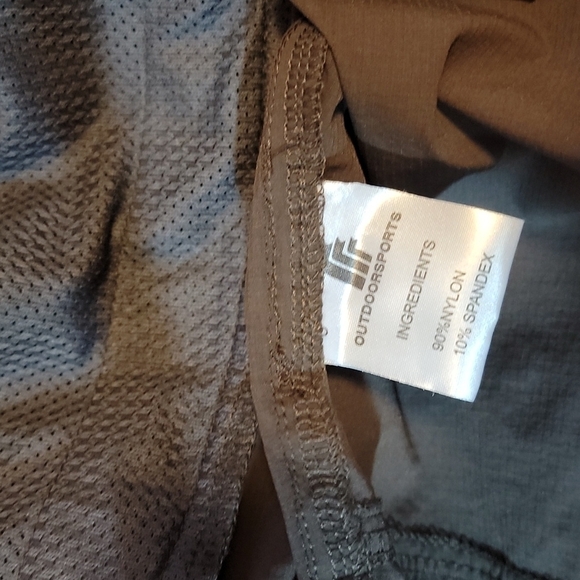 OUTDOORSPORTS
INGREDIENTS
90%NYLON
10% SPANDEX